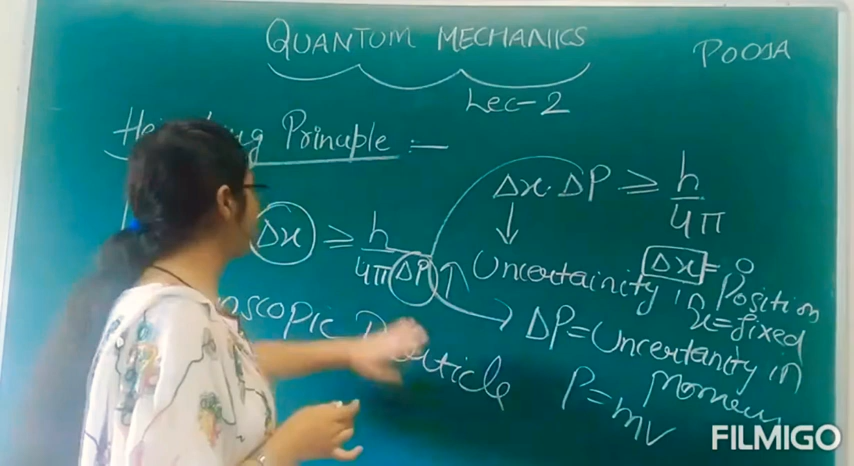 QUANTUM MECHANICS
POOJA
Lec-2
Principle :-
Δx · ΔP ≥ h/4π
Δx ≥ h/4πΔP ↑
↓
Uncertainity in Position
Δx = 0
x = fixed
→ ΔP = Uncertanity in
P = mv
FILMIGO